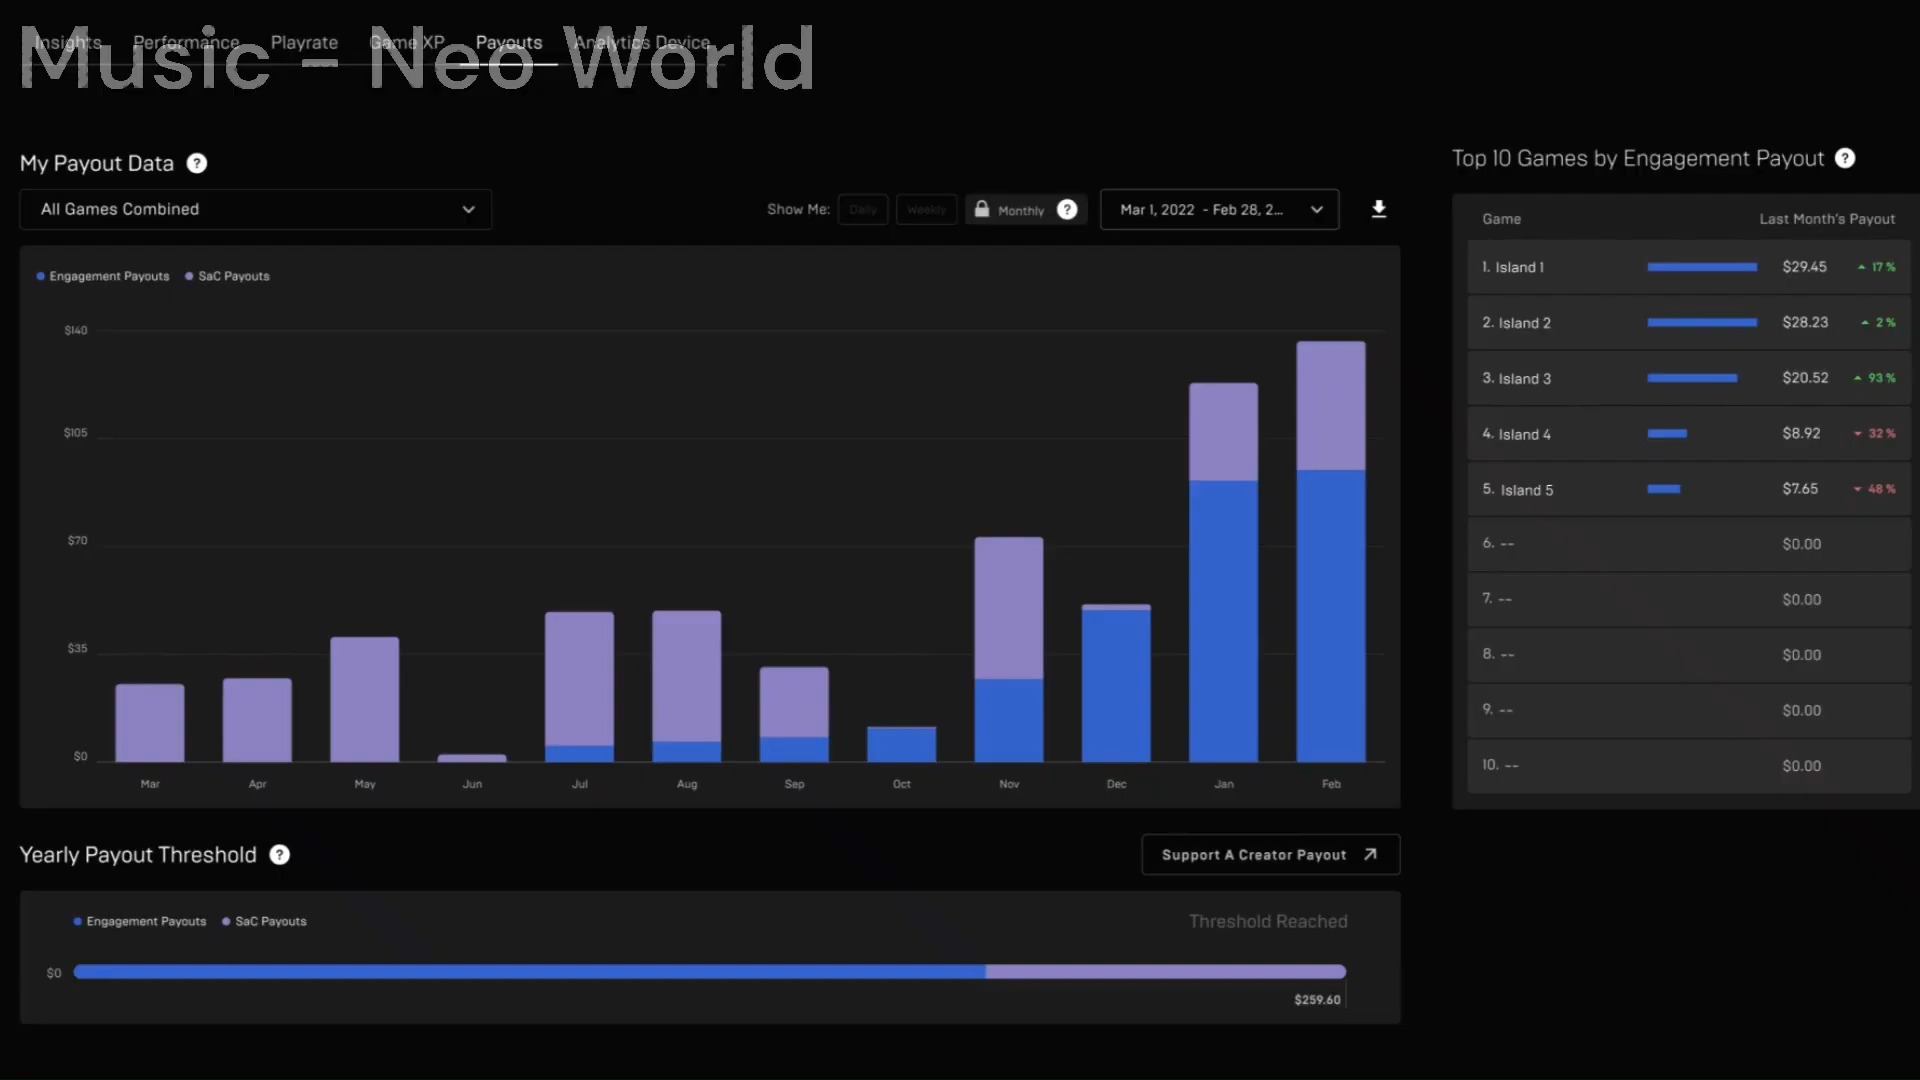 Music - Neo World
Insights Performance Playrate Game XP Payouts Analytics Device
My Payout Data ?
All Games Combined
Show Me: Daily Weekly Monthly ? Mar 1, 2022 - Feb 28, 2...
Engagement Payouts SaC Payouts
$140
$105
$70
$35
$0
Mar Apr May Jun Jul Aug Sep Oct Nov Dec Jan Feb
Top 10 Games by Engagement Payout ?
Game Last Month's Payout
1. Island 1 $29.45 17%
2. Island 2 $28.23 2%
3. Island 3 $20.52 93%
4. Island 4 $8.92 32%
5. Island 5 $7.65 48%
6. -- $0.00
7. -- $0.00
8. -- $0.00
9. -- $0.00
10. -- $0.00
Yearly Payout Threshold ?
Support A Creator Payout
Engagement Payouts SaC Payouts
Threshold Reached
$0
$259.60